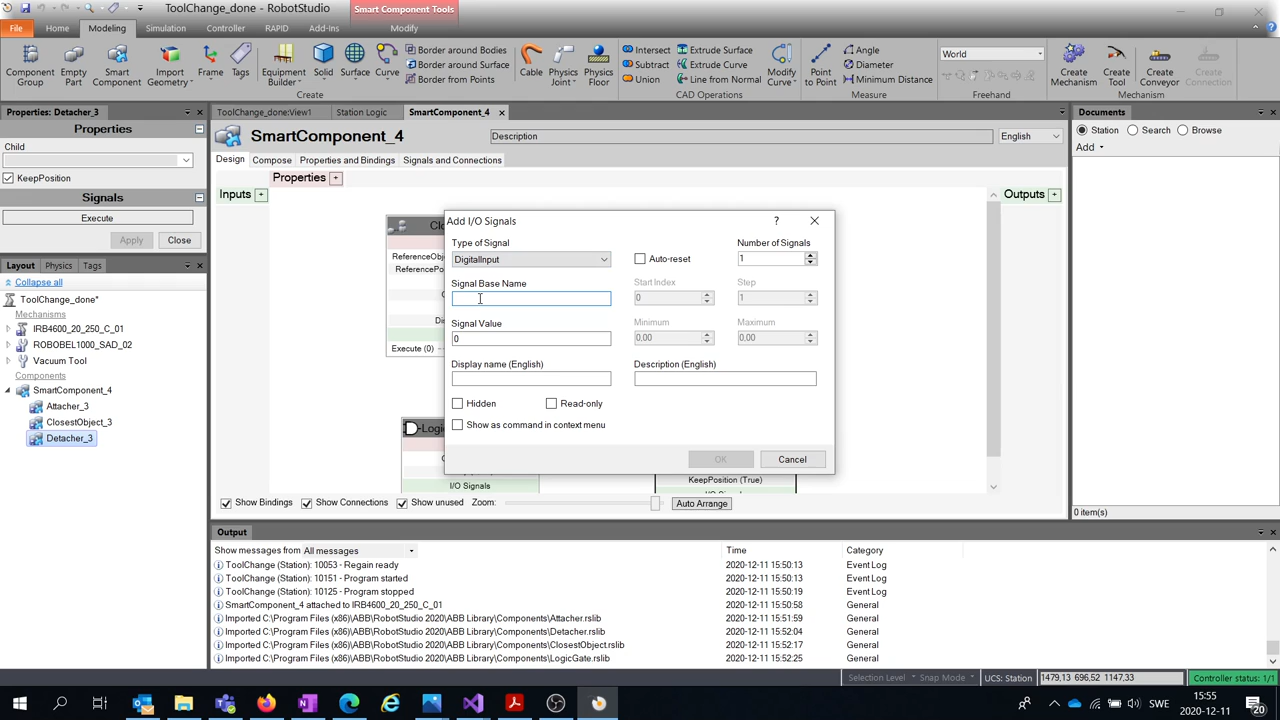 ToolChange_done - RobotStudio
Smart Component Tools
File
Home
Modeling
Simulation
Controller
RAPID
Add-Ins
Modify
Component Group
Empty Part
Smart Component
Import Geometry
Frame
Tags
Equipment Builder
Solid
Surface
Curve
Border around Bodies
Border around Surface
Border from Points
Cable
Physics Joint
Physics Floor
Intersect
Subtract
Union
Extrude Surface
Extrude Curve
Line from Normal
Modify Curve
Point to Point
Angle
Diameter
Minimum Distance
World
Create Mechanism
Create Tool
Create Conveyor
Create Connection
Create
CAD Operations
Measure
Freehand
Mechanism
Properties: Detacher_3
Properties
Child
KeepPosition
Signals
Execute
Apply
Close
Layout
Physics
Tags
Collapse all
ToolChange_done*
Mechanisms
IRB4600_20_250_C_01
ROTOBEL1000_SAD_02
Vacuum Tool
Components
SmartComponent_4
Attacher_3
ClosestObject_3
Detacher_3
ToolChange_done:View1
Station Logic
SmartComponent_4
SmartComponent_4
Description
English
Design
Compose
Properties and Bindings
Signals and Connections
Properties +
Inputs +
Outputs +
Clo
ReferenceObj
ReferencePo
Execute (0)
Logic
I/O Signals
KeepPosition (True)
Add I/O Signals
?
Type of Signal
DigitalInput
Auto-reset
Number of Signals
1
Signal Base Name
Start Index
0
Step
1
Signal Value
0
Minimum
0.00
Maximum
0.00
Display name (English)
Description (English)
Hidden
Read-only
Show as command in context menu
OK
Cancel
Show Bindings
Show Connections
Show unused
Zoom:
Auto Arrange
Documents
Station
Search
Browse
Add
0 item(s)
Output
Show messages from All messages
Time
Category
ToolChange (Station): 10053 - Regain ready 2020-12-11 15:50:13 Event Log
ToolChange (Station): 10151 - Program started 2020-12-11 15:50:13 Event Log
ToolChange (Station): 10125 - Program stopped 2020-12-11 15:50:13 Event Log
SmartComponent_4 attached to IRB4600_20_250_C_01 2020-12-11 15:50:58 General
Imported C:\Program Files (x86)\ABB\RobotStudio 2020\ABB Library\Components\Attacher.rslib 2020-12-11 15:51:59 General
Imported C:\Program Files (x86)\ABB\RobotStudio 2020\ABB Library\Components\Detacher.rslib 2020-12-11 15:52:04 General
Imported C:\Program Files (x86)\ABB\RobotStudio 2020\ABB Library\Components\ClosestObject.rslib 2020-12-11 15:52:17 General
Imported C:\Program Files (x86)\ABB\RobotStudio 2020\ABB Library\Components\LogicGate.rslib 2020-12-11 15:52:25 General
Selection Level
Snap Mode
UCS: Station
1479,13 696,52 1147,33
Controller status: 1/1
SWE
15:55
2020-12-11
20